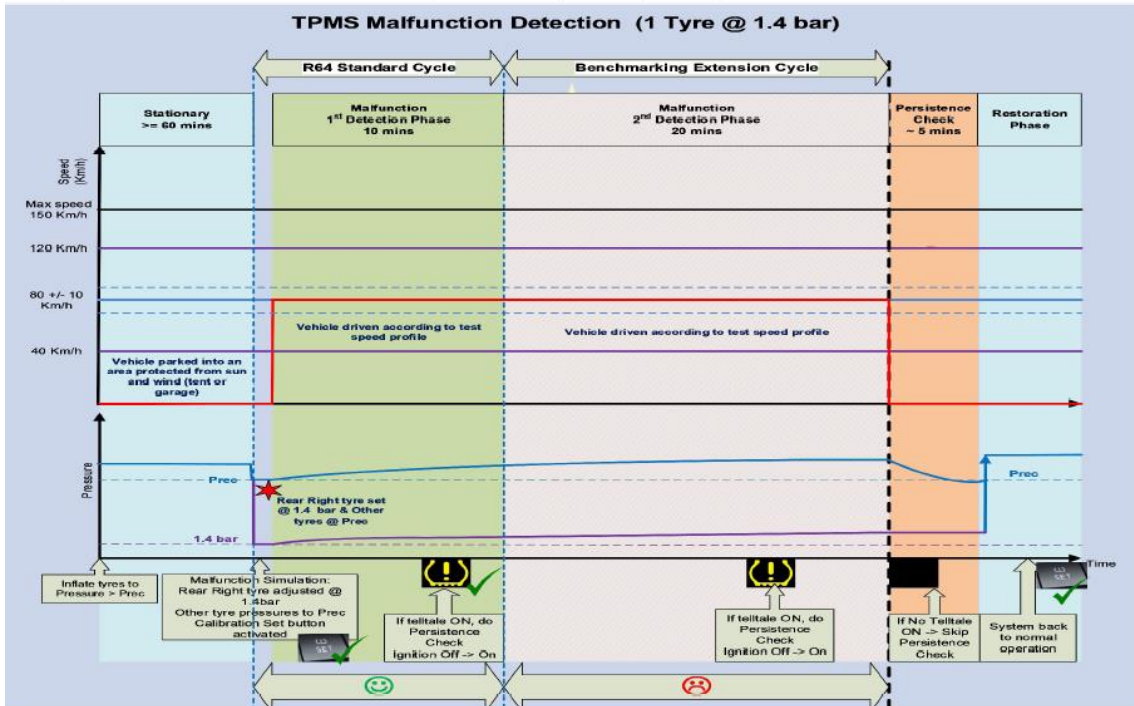 TPMS Malfunction Detection (1 Tyre @ 1.4 bar)
R64 Standard Cycle
Benchmarking Extension Cycle
Stationary
>= 60 mins
Malfunction
1st Detection Phase
10 mins
Malfunction
2nd Detection Phase
20 mins
Persistence
Check
~ 5 mins
Restoration
Phase
Speed
(Km/h)
Max speed
150 Km/h
120 Km/h
80 +/- 10
Km/h
40 Km/h
Vehicle parked into an
area protected from sun
and wind (tent or
garage)
Vehicle driven according to test
speed profile
Vehicle driven according to test speed profile
Pressure
Prec
Prec
Rear Right tyre set
@ 1.4 bar & Other
tyres @ Prec
1.4 bar
Time
Inflate tyres to
Pressure > Prec
Malfunction Simulation:
Rear Right tyre adjusted @
1.4bar
Other tyre pressures to Prec
Calibration Set button
activated
SET
If telltale ON, do
Persistence
Check
Ignition Off -> On
If telltale ON, do
Persistence
Check
Ignition Off -> On
If No Telltale
ON -> Skip
Persistence
Check
System back
to normal
operation
SET